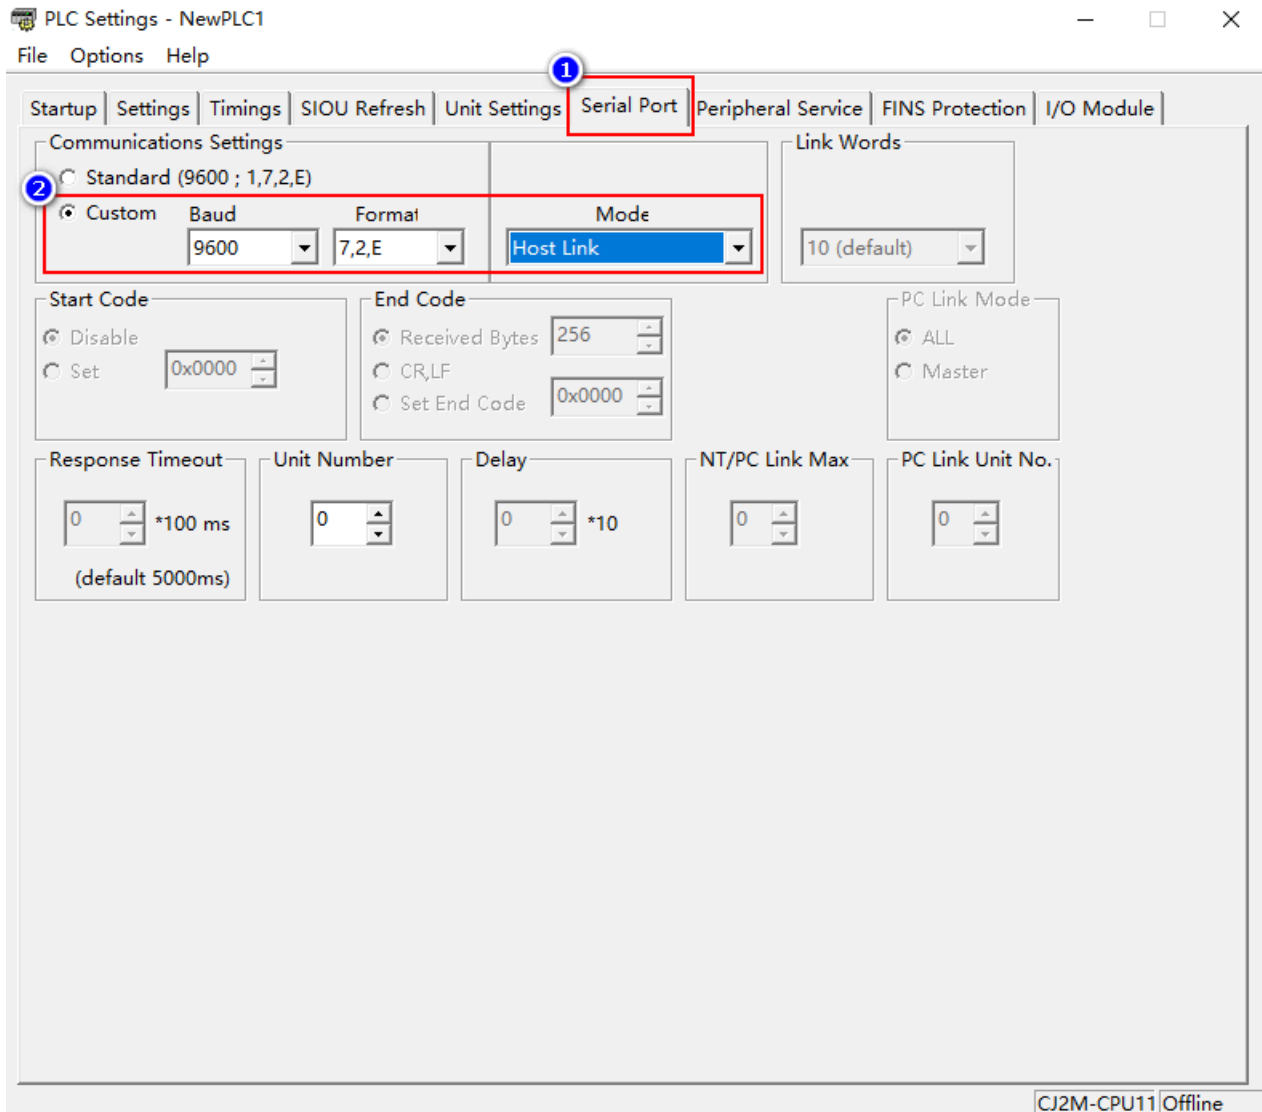 PLC Settings - NewPLC1
File Options Help
1
Startup Settings Timings SIOU Refresh Unit Settings Serial Port Peripheral Service FINS Protection I/O Module
Communications Settings Link Words
Standard (9600 ; 1,7,2,E)
2
Custom Baud Format Mode
9600 7,2,E Host Link 10 (default)
Start Code End Code PC Link Mode
Disable Received Bytes 256 ALL
Set 0x0000 CR,LF Master
Set End Code 0x0000
Response Timeout Unit Number Delay NT/PC Link Max PC Link Unit No.
0 *100 ms 0 0 *10 0 0
(default 5000ms)
CJ2M-CPU11 Offline